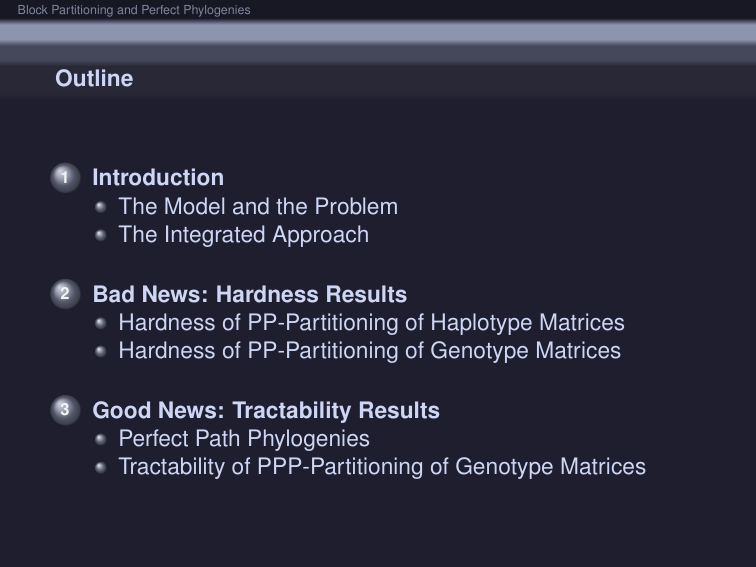 Block Partitioning and Perfect Phylogenies
Outline
1 Introduction
The Model and the Problem
The Integrated Approach
2 Bad News: Hardness Results
Hardness of PP-Partitioning of Haplotype Matrices
Hardness of PP-Partitioning of Genotype Matrices
3 Good News: Tractability Results
Perfect Path Phylogenies
Tractability of PPP-Partitioning of Genotype Matrices